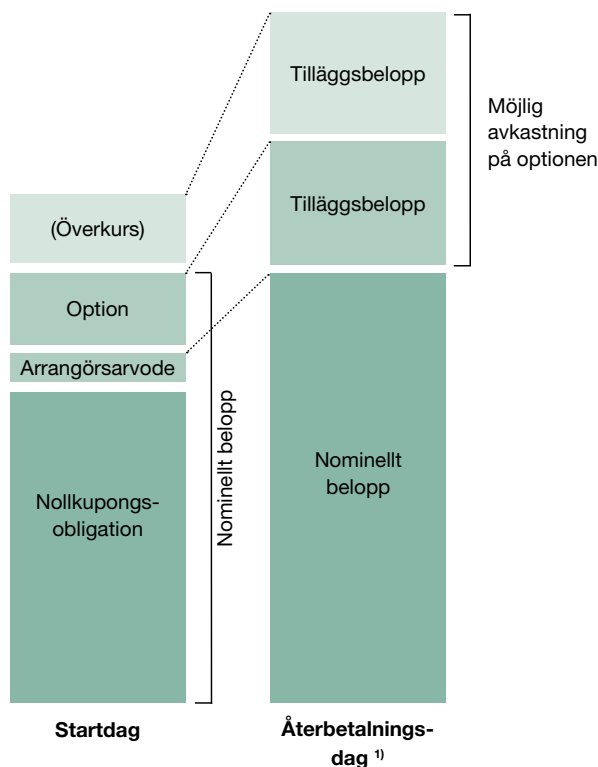 (Överkurs)
Option
Arrangörsarvode
Nollkupongs-
obligation
Nominellt belopp
Startdag
Tilläggsbelopp
Tilläggsbelopp
Nominellt
belopp
Återbetalnings-
dag 1)
Möjlig
avkastning
på optionen